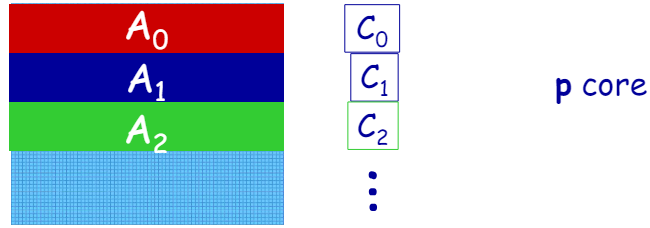 A₀ C₀
A₁ C₁ p core
A₂ C₂
⋮